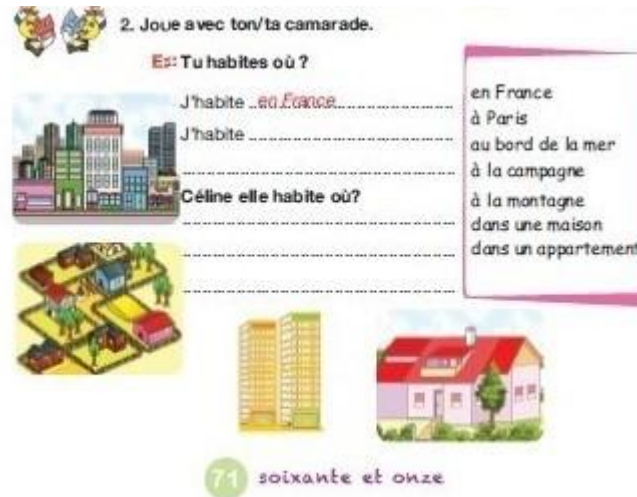 2. Joue avec ton/ta camarade.
Ex: Tu habites où ?
J'habite ..en France..............................
J'habite ..................................................
..................................................................
Céline elle habite où?
..................................................................
..................................................................
..................................................................
en France
à Paris
au bord de la mer
à la campagne
à la montagne
dans une maison
dans un appartement
71 soixante et onze